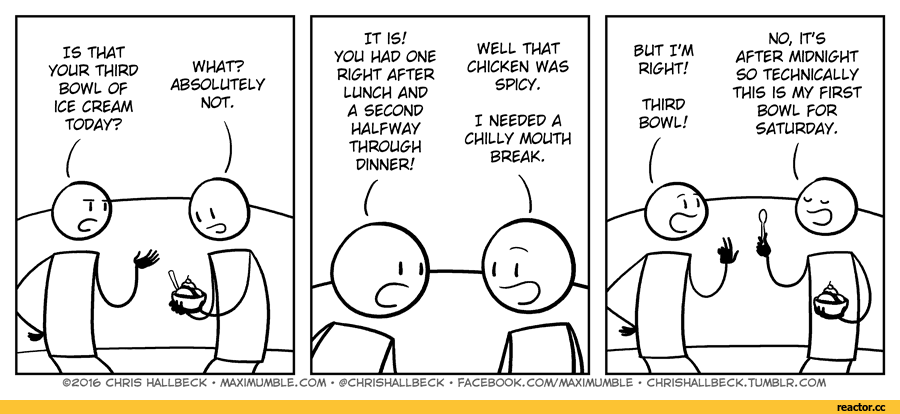 IS THAT
YOUR THIRD
BOWL OF
ICE CREAM
TODAY?
WHAT?
ABSOLUTELY
NOT.
IT IS!
YOU HAD ONE
RIGHT AFTER
LUNCH AND
A SECOND
HALFWAY
THROUGH
DINNER!
WELL THAT
CHICKEN WAS
SPICY.
I NEEDED A
CHILLY MOUTH
BREAK.
BUT I'M
RIGHT!
THIRD
BOWL!
NO, IT'S
AFTER MIDNIGHT
SO TECHNICALLY
THIS IS MY FIRST
BOWL FOR
SATURDAY.
©2016 CHRIS HALLBECK • MAXIMUMBLE.COM • @CHRISHALLBECK • FACEBOOK.COM/MAXIMUMBLE • CHRISHALLBECK.TUMBLR.COM
reactor.cc